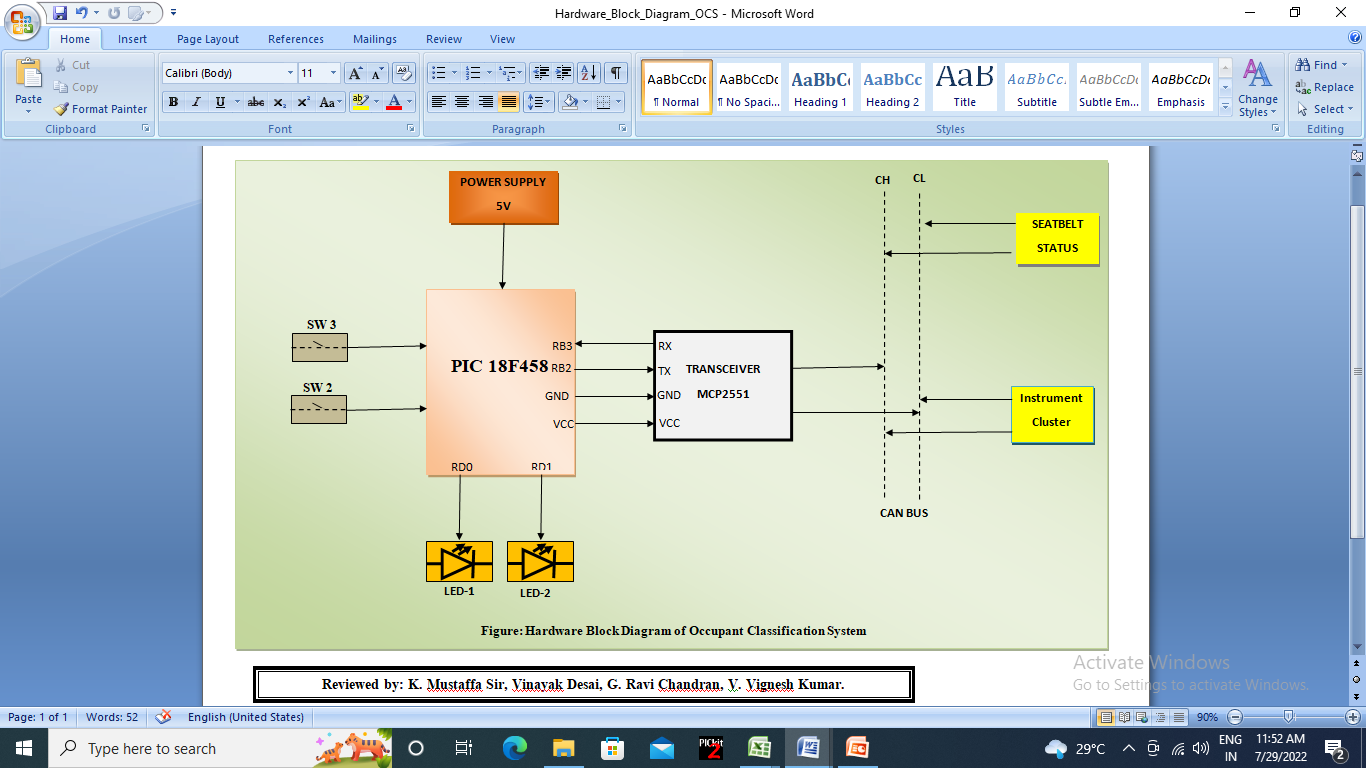 Hardware_Block_Diagram_OCS - Microsoft Word
Home Insert Page Layout References Mailings Review View
Paste
Cut
Copy
Format Painter
Clipboard
Calibri (Body) 11
Font
Paragraph
AaBbCcDc AaBbCcDc AaBbC AaBbCc AaB AaBbCc. AaBbCcDc AaBbCcDc
¶ Normal ¶ No Spaci... Heading 1 Heading 2 Title Subtitle Subtle Em... Emphasis
Change
Styles
Styles
Find
Replace
Select
Editing
POWER SUPPLY
5V
CH CL
SEATBELT
STATUS
SW 3
SW 2
PIC 18F458
RB3
RB2
GND
VCC
RD0 RD1
RX
TX
GND
VCC
TRANSCEIVER
MCP2551
Instrument
Cluster
CAN BUS
LED-1 LED-2
Figure: Hardware Block Diagram of Occupant Classification System
Reviewed by: K. Mustaffa Sir, Vinayak Desai, G. Ravi Chandran, V. Vignesh Kumar.
Activate Windows
Go to Settings to activate Windows.
Page: 1 of 1 Words: 52 English (United States) 90%
Type here to search
PICkit
2
29°C
ENG
IN
11:52 AM
7/29/2022
2